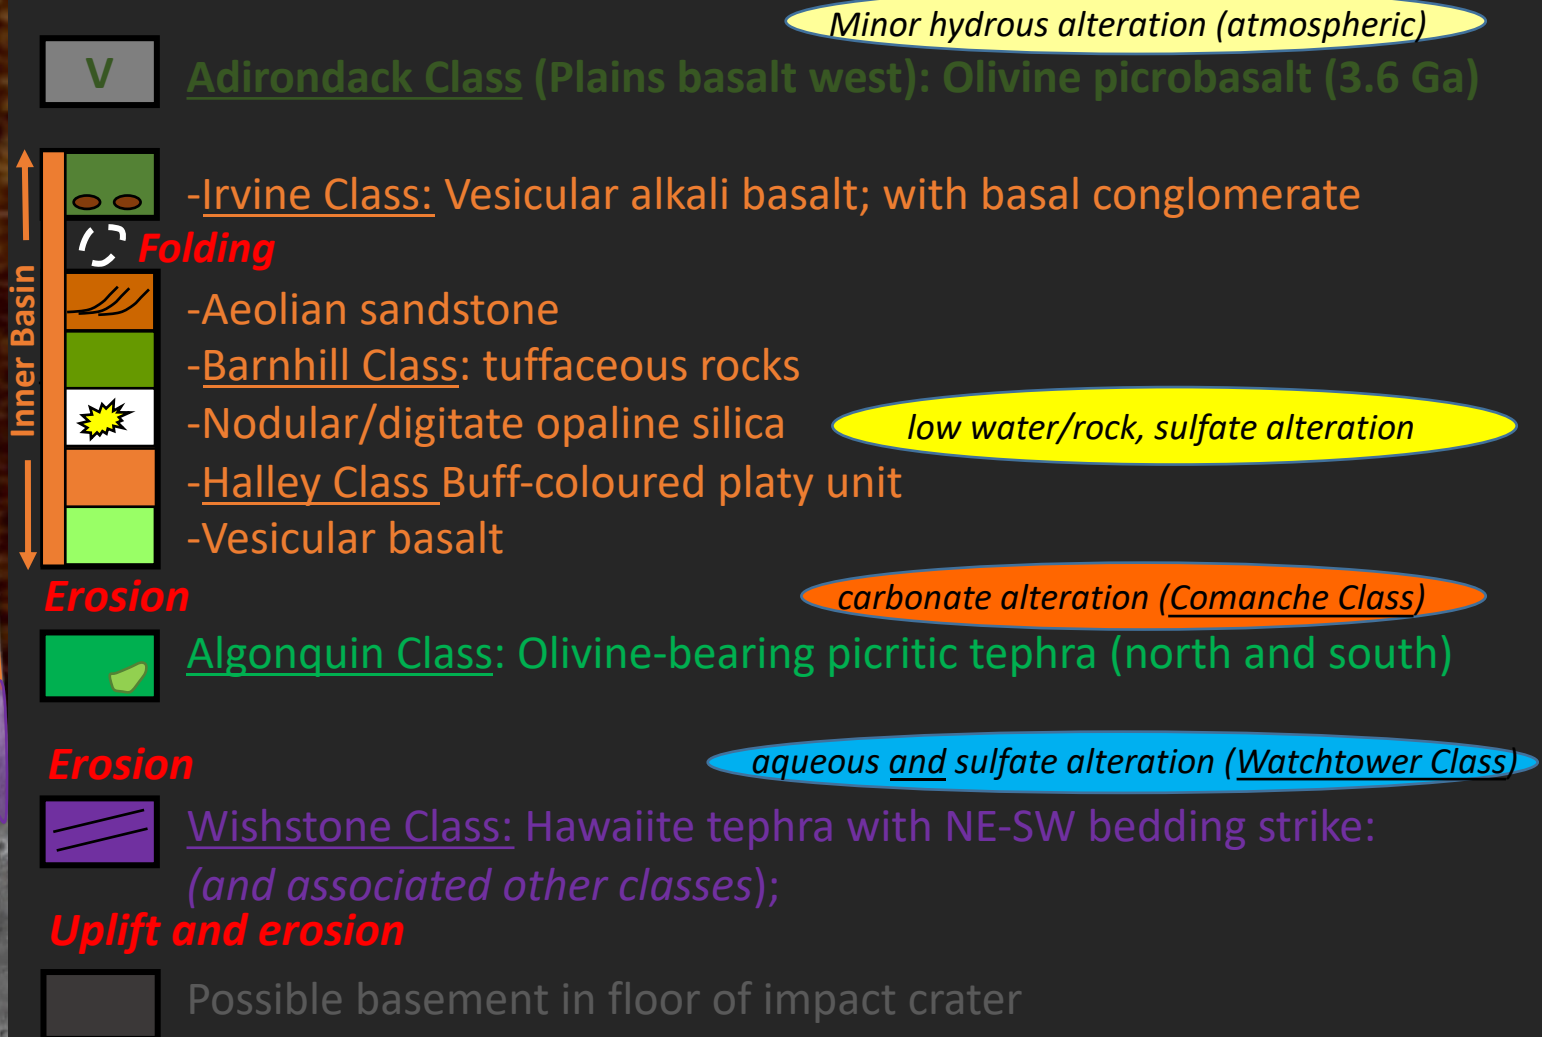 Minor hydrous alteration (atmospheric)
V
Adirondack Class (Plains basalt west): Olivine picrobasalt (3.6 Ga)
Inner Basin
-Irvine Class: Vesicular alkali basalt; with basal conglomerate
Folding
-Aeolian sandstone
-Barnhill Class: tuffaceous rocks
-Nodular/digitate opaline silica
low water/rock, sulfate alteration
-Halley Class Buff-coloured platy unit
-Vesicular basalt
Erosion
carbonate alteration (Comanche Class)
Algonquin Class: Olivine-bearing picritic tephra (north and south)
Erosion
aqueous and sulfate alteration (Watchtower Class)
Wishstone Class: Hawaiite tephra with NE-SW bedding strike:
(and associated other classes);
Uplift and erosion
Possible basement in floor of impact crater